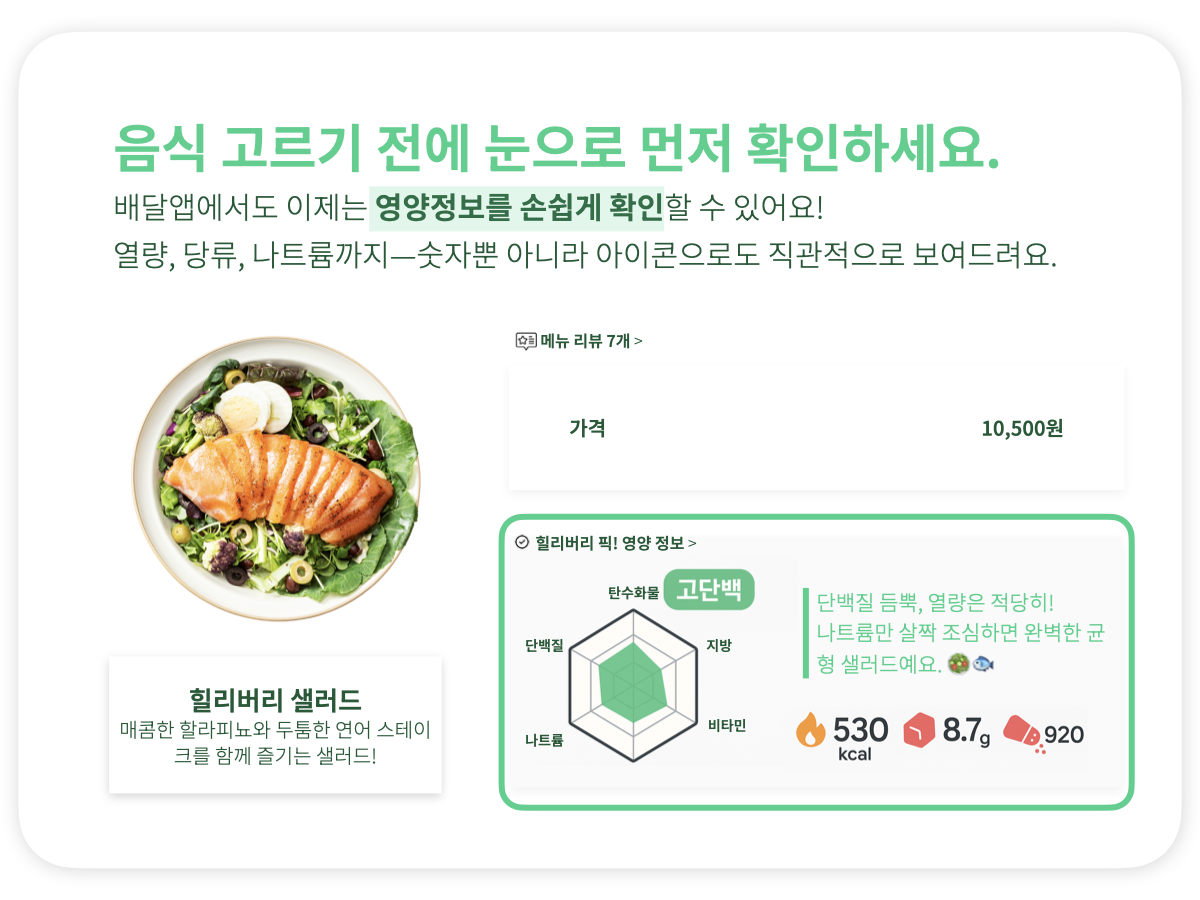 음식 고르기 전에 눈으로 먼저 확인하세요.
배달앱에서도 이제는 영양정보를 손쉽게 확인할 수 있어요!
열량, 당류, 나트륨까지—숫자뿐 아니라 아이콘으로도 직관적으로 보여드려요.
메뉴 리뷰 7개 >
가격 10,500원
힐리버리 픽! 영양 정보 >
탄수화물 고단백
단백질 지방
나트륨 비타민
단백질 듬뿍, 열량은 적당히!
나트륨만 살짝 조심하면 완벽한 균
형 샐러드예요. 🥗🐟
530 8.7g 920
kcal
힐리버리 샐러드
매콤한 할라피뇨와 두툼한 연어 스테이
크를 함께 즐기는 샐러드!